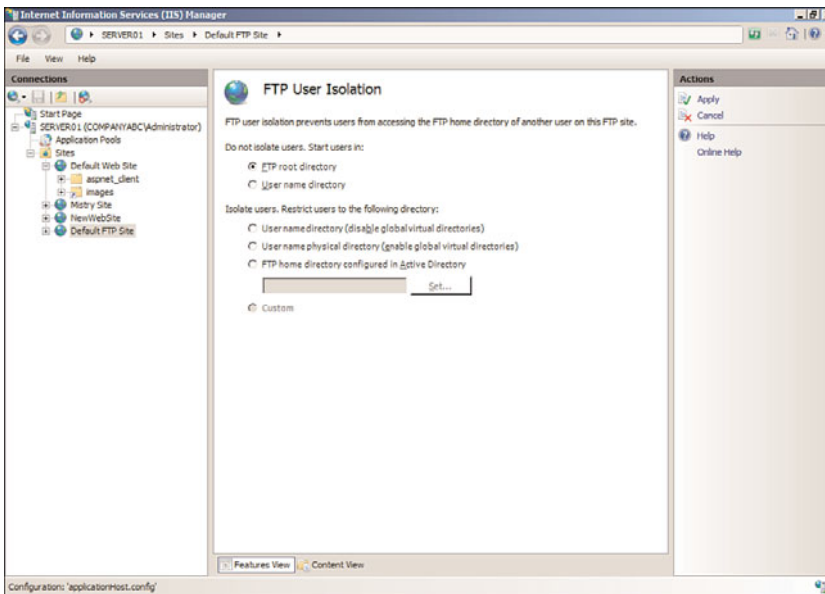 Internet Information Services (IIS) Manager
SERVER01 Sites Default FTP Site
File View Help
Connections
Start Page
SERVER01 (COMPANYABC\Administrator)
Application Pools
Sites
Default Web Site
aspnet_client
images
Mistry Site
NewWebSite
Default FTP Site
FTP User Isolation
FTP user isolation prevents users from accessing the FTP home directory of another user on this FTP site.
Do not isolate users. Start users in:
FTP root directory
User name directory
Isolate users. Restrict users to the following directory:
User name directory (disable global virtual directories)
User name physical directory (enable global virtual directories)
FTP home directory configured in Active Directory
Set...
Custom
Features View Content View
Actions
Apply
Cancel
Help
Online Help
Configuration: 'applicationHost.config'